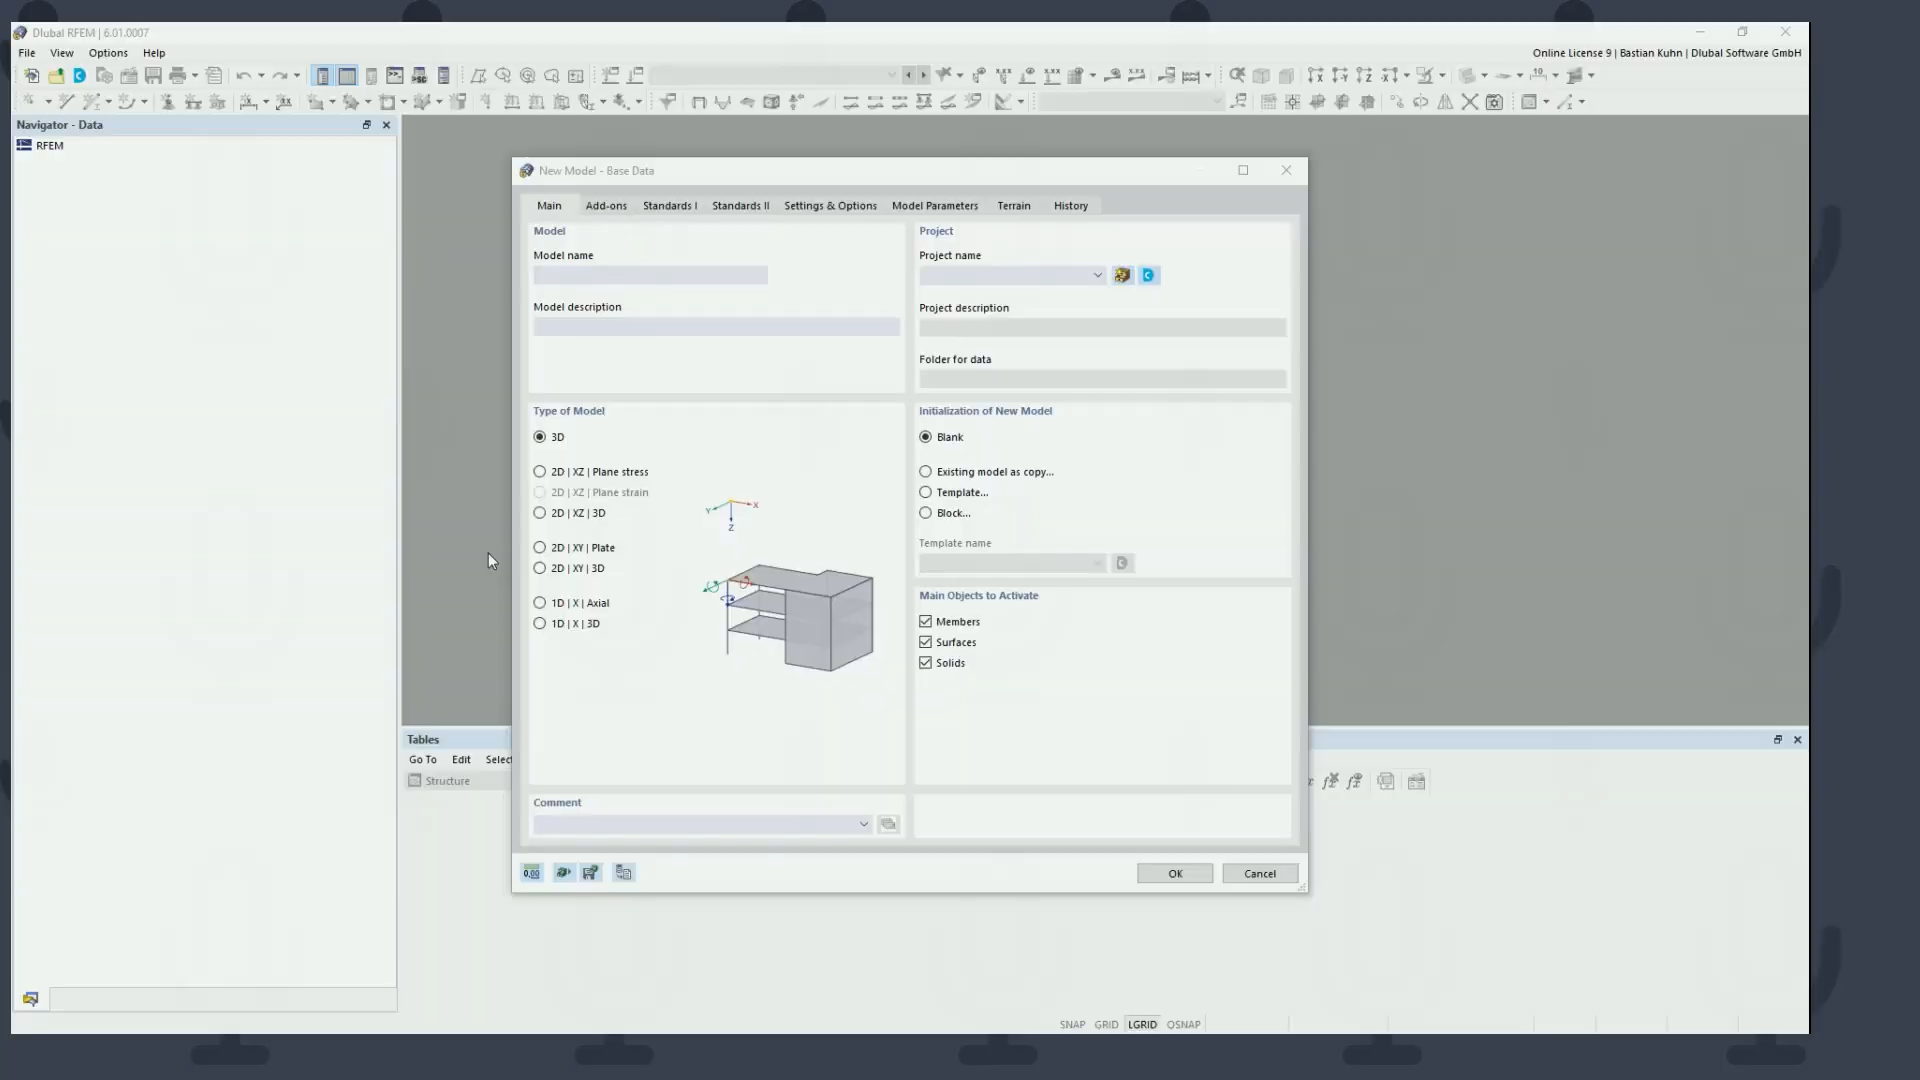 Dlubal RFEM | 6.01.0007
File View Options Help
Online License 9 | Bastian Kuhn | Dlubal Software GmbH
Navigator - Data
RFEM
New Model - Base Data
Main Add-ons Standards I Standards II Settings & Options Model Parameters Terrain History
Model
Model name
Model description
Project
Project name
Project description
Folder for data
Type of Model
3D
2D | XZ | Plane stress
2D | XZ | Plane strain
2D | XZ | 3D
2D | XY | Plate
2D | XY | 3D
1D | X | Axial
1D | X | 3D
Y X
Z
Initialization of New Model
Blank
Existing model as copy...
Template...
Block...
Template name
Main Objects to Activate
Members
Surfaces
Solids
Comment
0,00
OK Cancel
Tables
Go To Edit Select
Structure
SNAP GRID LGRID OSNAP